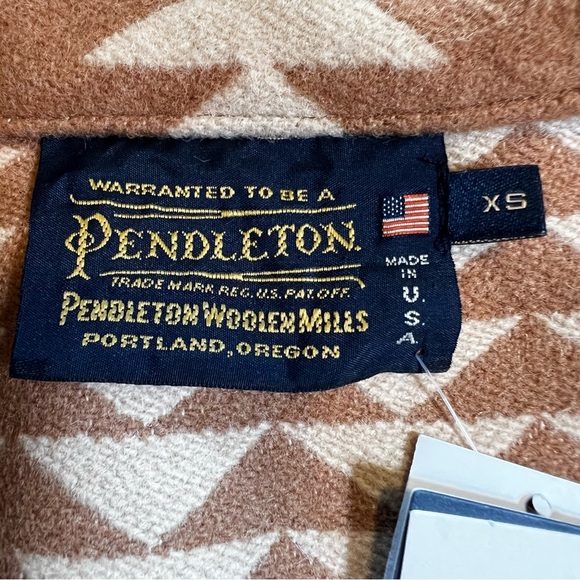 WARRANTED TO BE A
PENDLETON
TRADE MARK REG. U.S. PAT. OFF.
PENDLETON WOOLEN MILLS
PORTLAND, OREGON
MADE
IN
U.
S.
A.
XS